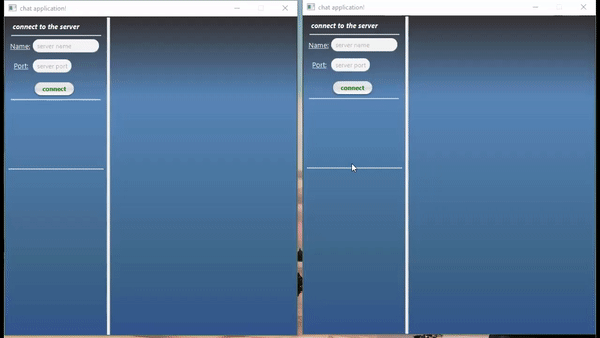 chat application!
connect to the server
Name: server name
Port: server port
connect
chat application!
connect to the server
Name: server name
Port: server port
connect